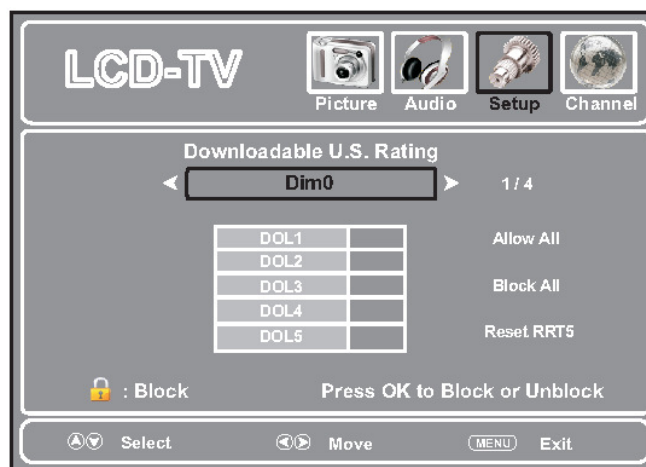 LCD-TV
Picture Audio Setup Channel
Downloadable U.S. Rating
Dim0 1/4
DOL1 Allow All
DOL2
DOL3 Block All
DOL4
DOL5 Reset RRT5
: Block Press OK to Block or Unblock
Select Move MENU Exit